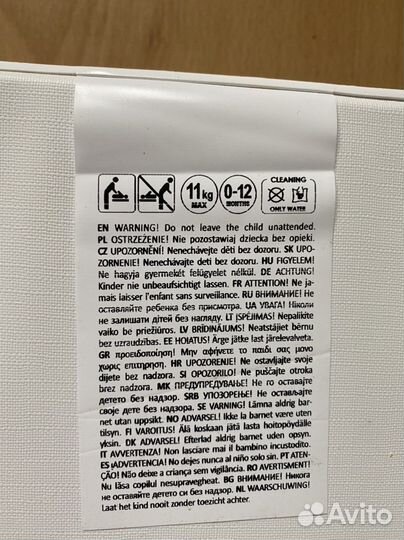 11kg
MAX
0-12
MONTHS
CLEANING
ONLY WATER
EN WARNING! Do not leave the child unattended.
PL OSTRZEŻENIE! Nie pozostawiaj dziecka bez opieki.
CZ UPOZORNĚNÍ! Nenechávejte děti bez dozoru. SK UPO-
ZORNENIE! Nenechávajte deti bez dozoru. HU FIGYELEM!
Ne hagyja gyermekét felügyelet nélkül. DE ACHTUNG!
Kinder nie unbeaufsichtigt lassen. FR ATTENTION! Ne ja-
mais laisser l'enfant sans surveillance. RU ВНИМАНИЕ! Не
оставляйте ребенка без присмотра. UA УВАГА! Ніколи
не залишати дітей без нагляду. LT ĮSPĖJIMAS! Nepalikite
vaiko be priežiūros. LV BRĪDINĀJUMS! Neatstājiet bērnu
bez uzraudzības. EE HOIATUS! Ärge jätke last järelevalveta.
GR προειδοποίηση! Μην αφήνετε το παιδί σας μονο
χωρίς επιτηρηση. HR UPOZORENJE! Ne ostavljajte svoje
dijete bez nadzora. SI OPOZORILO! Ne puščajte otroka
brez nadzora. MK ПРЕДУПРЕДУВАЊЕ! Не го оставајте
детето без надзор. SRB УПОЗОРЕЊЕ! Не остављајте
своје дете без надзора. SE VARNING! Lämna aldrig bar-
net utan uppsikt. NO ADVARSEL! Ikke la barnet være uten
tilsyn. FI VAROITUS! Älä koskaan jätä lasta hoitopöydälle
yksin. DK ADVARSEL! Efterlad aldrig barnet uden opsyn.
IT AVVERTENZA! Non lasciare mai il bambino incustodito.
ES ¡ADVERTENCIA! No dejes nunca al niño solo sin. PT ATEN-
ÇÃO! Não deixe a criança sem vigilância. RO AVERTISMENT!
Nu lăsa copilul nesupravegheat. BG ВНИМАНИЕ! Никога
не оставяйте детето си без надзор. NL WAARSCHUWING!
Laat het kind nooit zonder toezicht achter.
Avito